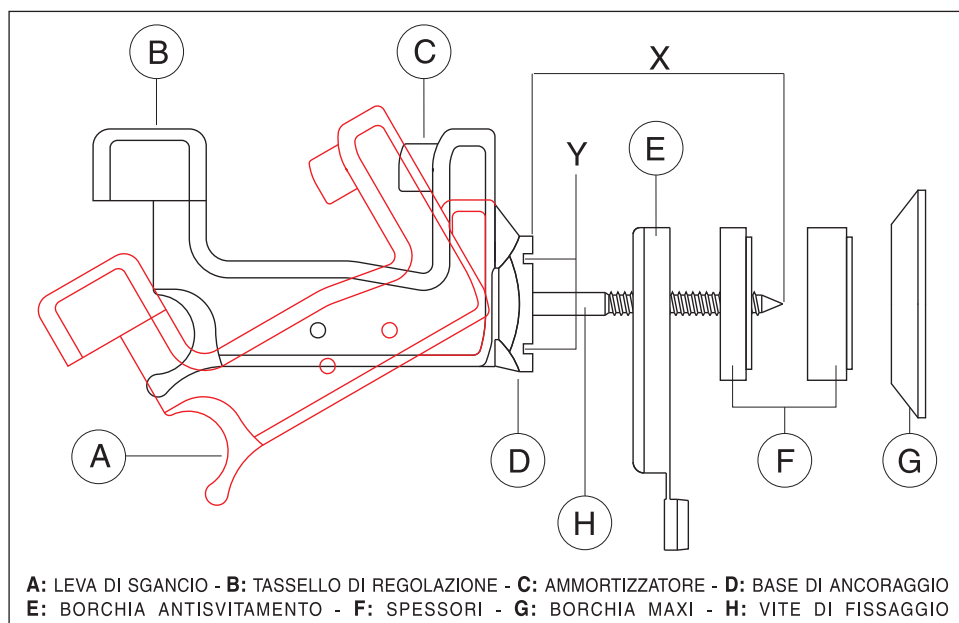 B
C
X
Y
E
A
D
F
G
H
A: LEVA DI SGANCIO - B: TASSELLO DI REGOLAZIONE - C: AMMORTIZZATORE - D: BASE DI ANCORAGGIO
E: BORCHIA ANTISVITAMENTO - F: SPESSORI - G: BORCHIA MAXI - H: VITE DI FISSAGGIO